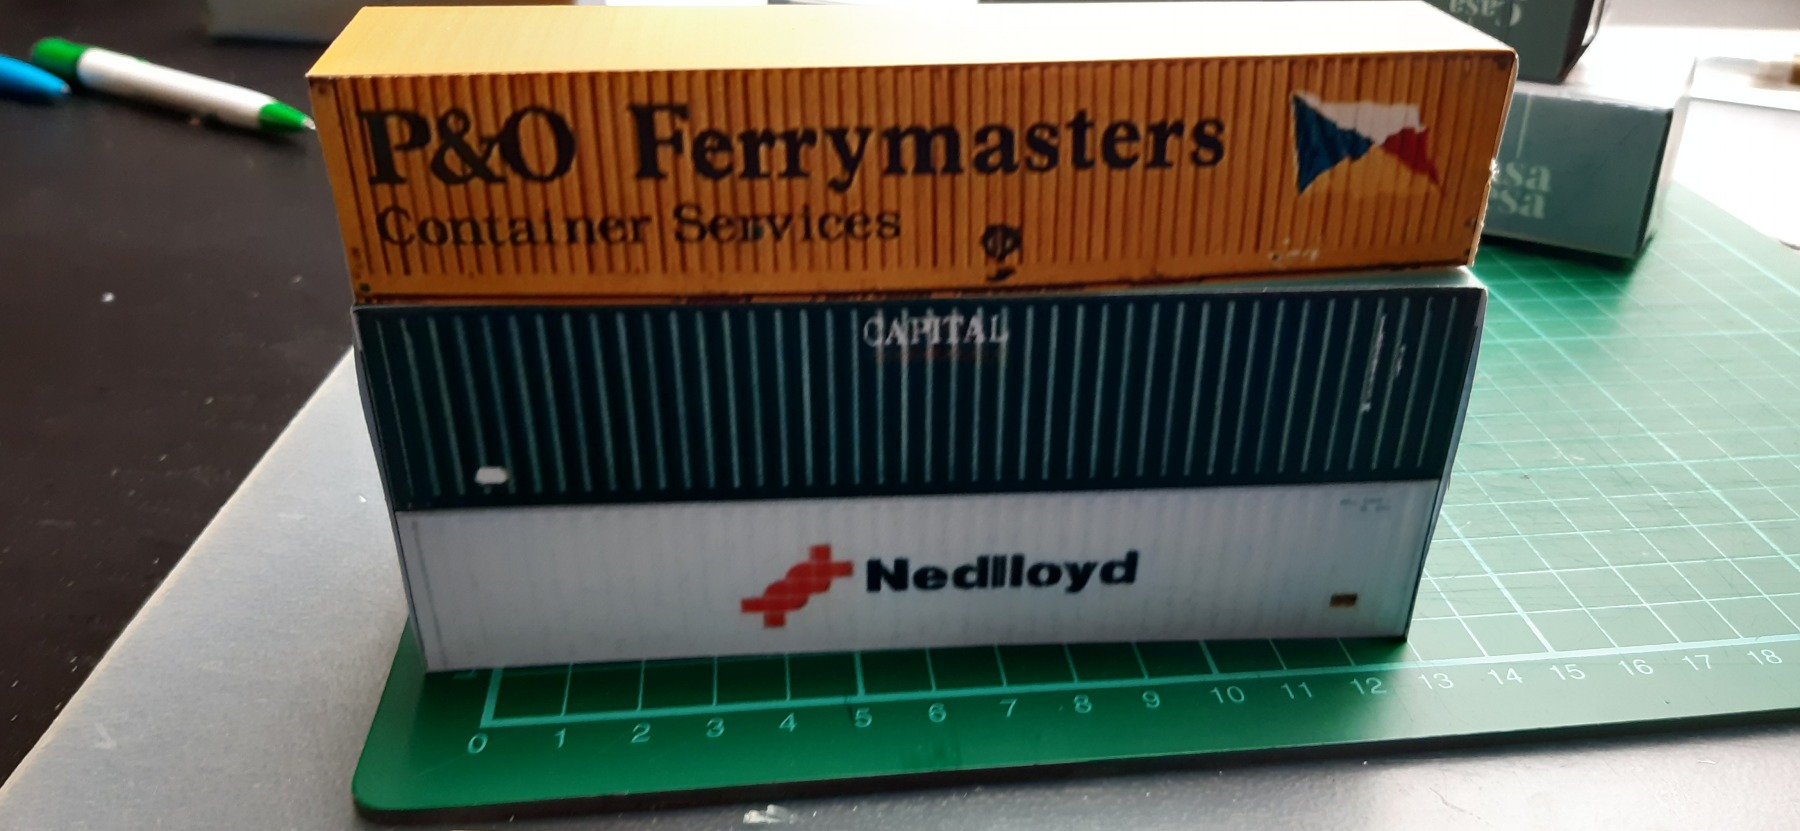 P&O Ferrymasters
Container Services
CAPITAL
Nedlloyd
0 1 2 3 4 5 6 7 8 9 10 11 12 13 14 15 16 17 18